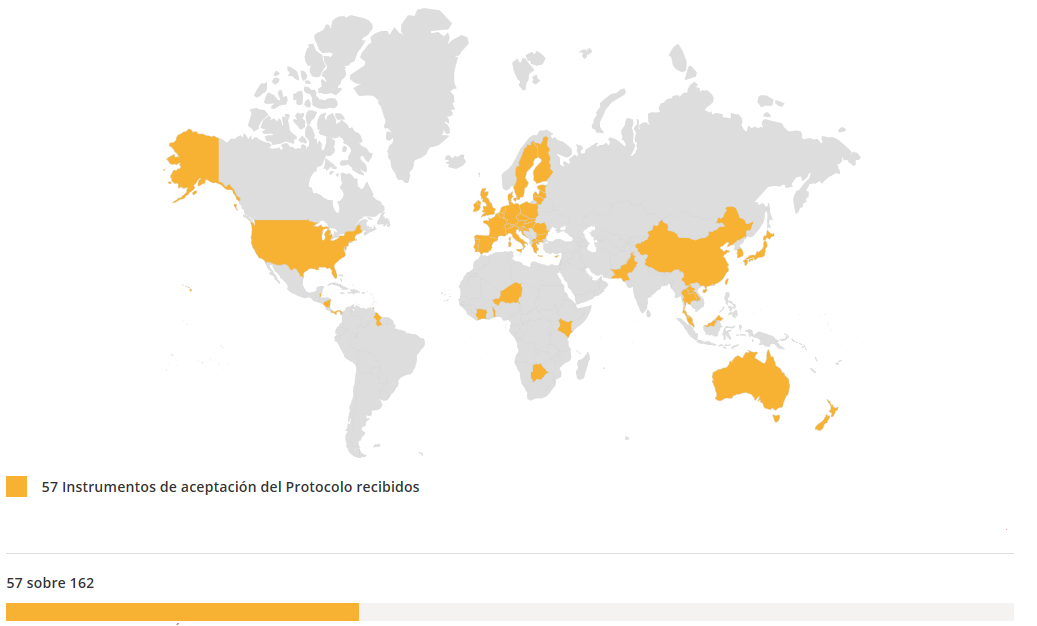 57 Instrumentos de aceptación del Protocolo recibidos
57 sobre 162